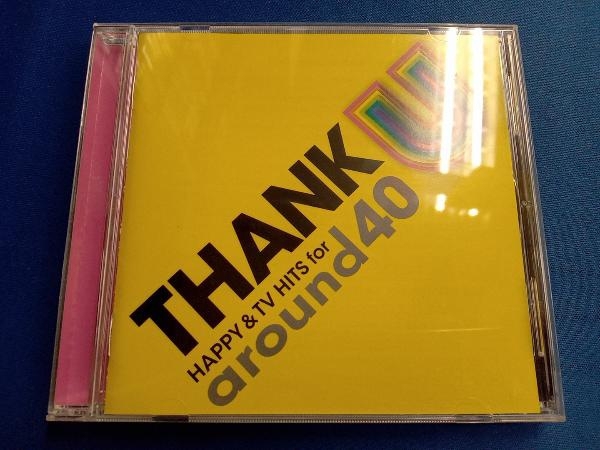 THANK U
HAPPY & TV HITS for
around40